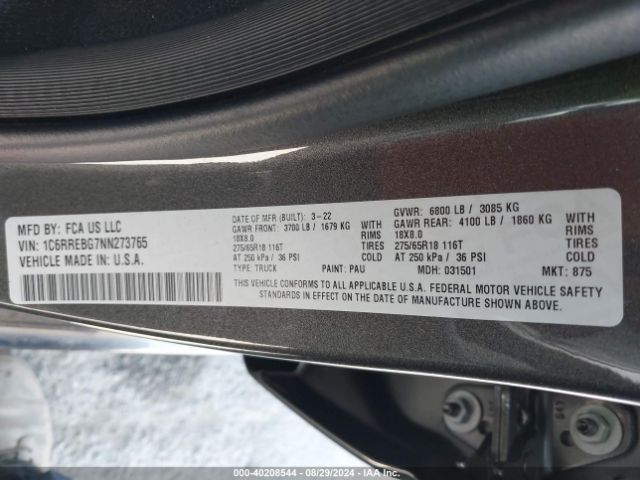 MFD BY: FCA US LLC
VIN: 1C6RREBG7NN273765
VEHICLE MADE IN U.S.A.
DATE OF MFR (BUILT): 3-22
GAWR FRONT: 3700 LB / 1679 KG WITH
18X8.0 RIMS
275/65R18 116T TIRES
AT 250 kPa / 36 PSI COLD
TYPE: TRUCK PAINT: PAU
GVWR: 6800 LB / 3085 KG
GAWR REAR: 4100 LB / 1860 KG WITH
18X8.0 RIMS
275/65R18 116T TIRES
AT 250 kPa / 36 PSI COLD
MDH: 031501 MKT: 875
THIS VEHICLE CONFORMS TO ALL APPLICABLE U.S.A. FEDERAL MOTOR VEHICLE SAFETY
STANDARDS IN EFFECT ON THE DATE OF MANUFACTURE SHOWN ABOVE.
000-40208544 - 08/29/2024 - IAAI.com